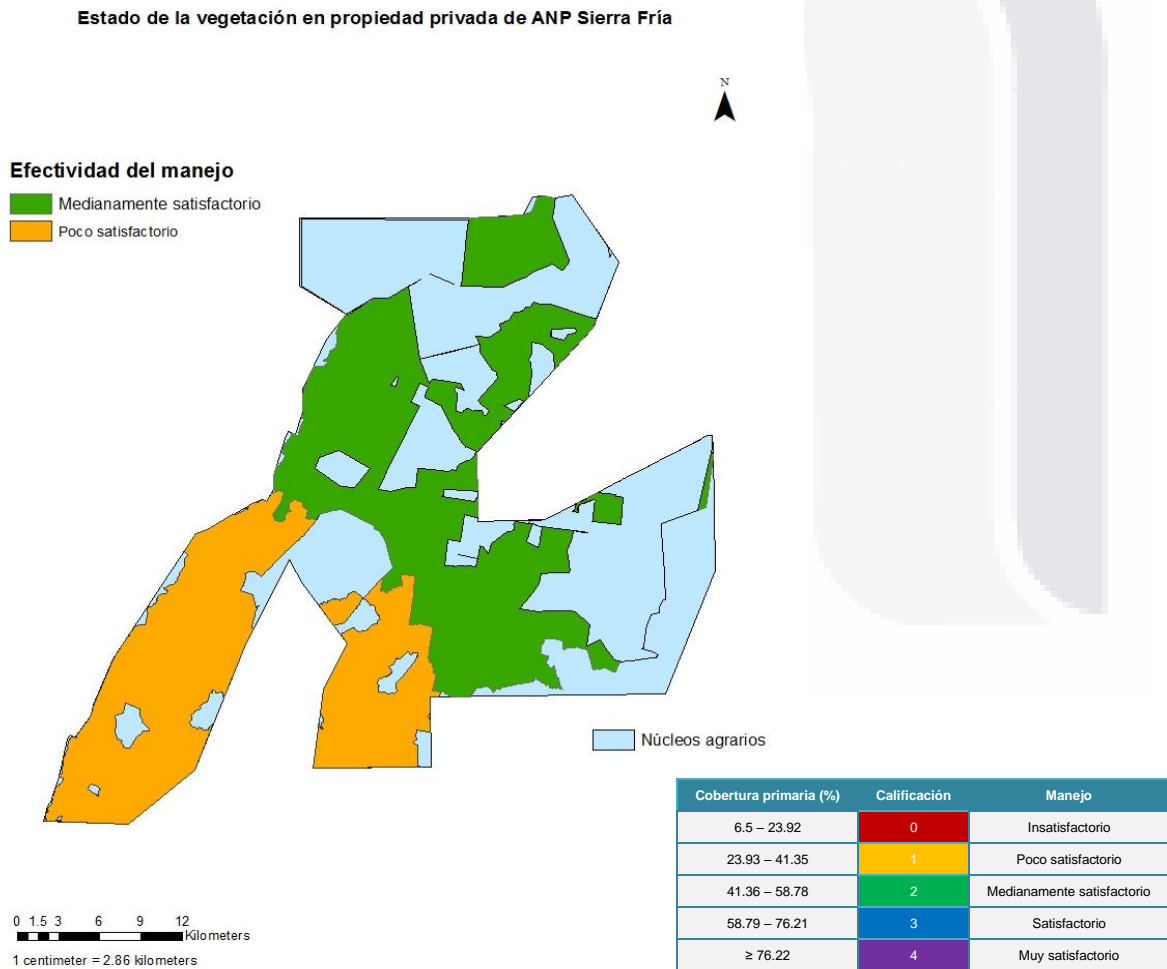 Estado de la vegetación en propiedad privada de ANP Sierra Fría
N
Efectividad del manejo
Medianamente satisfactorio
Poco satisfactorio
Núcleos agrarios
Cobertura primaria (%) Calificación Manejo
6.5 – 23.92 0 Insatisfactorio
23.93 – 41.35 1 Poco satisfactorio
41.36 – 58.78 2 Medianamente satisfactorio
58.79 – 76.21 3 Satisfactorio
≥ 76.22 4 Muy satisfactorio
0 1.5 3 6 9 12
Kilometers
1 centimeter = 2.86 kilometers